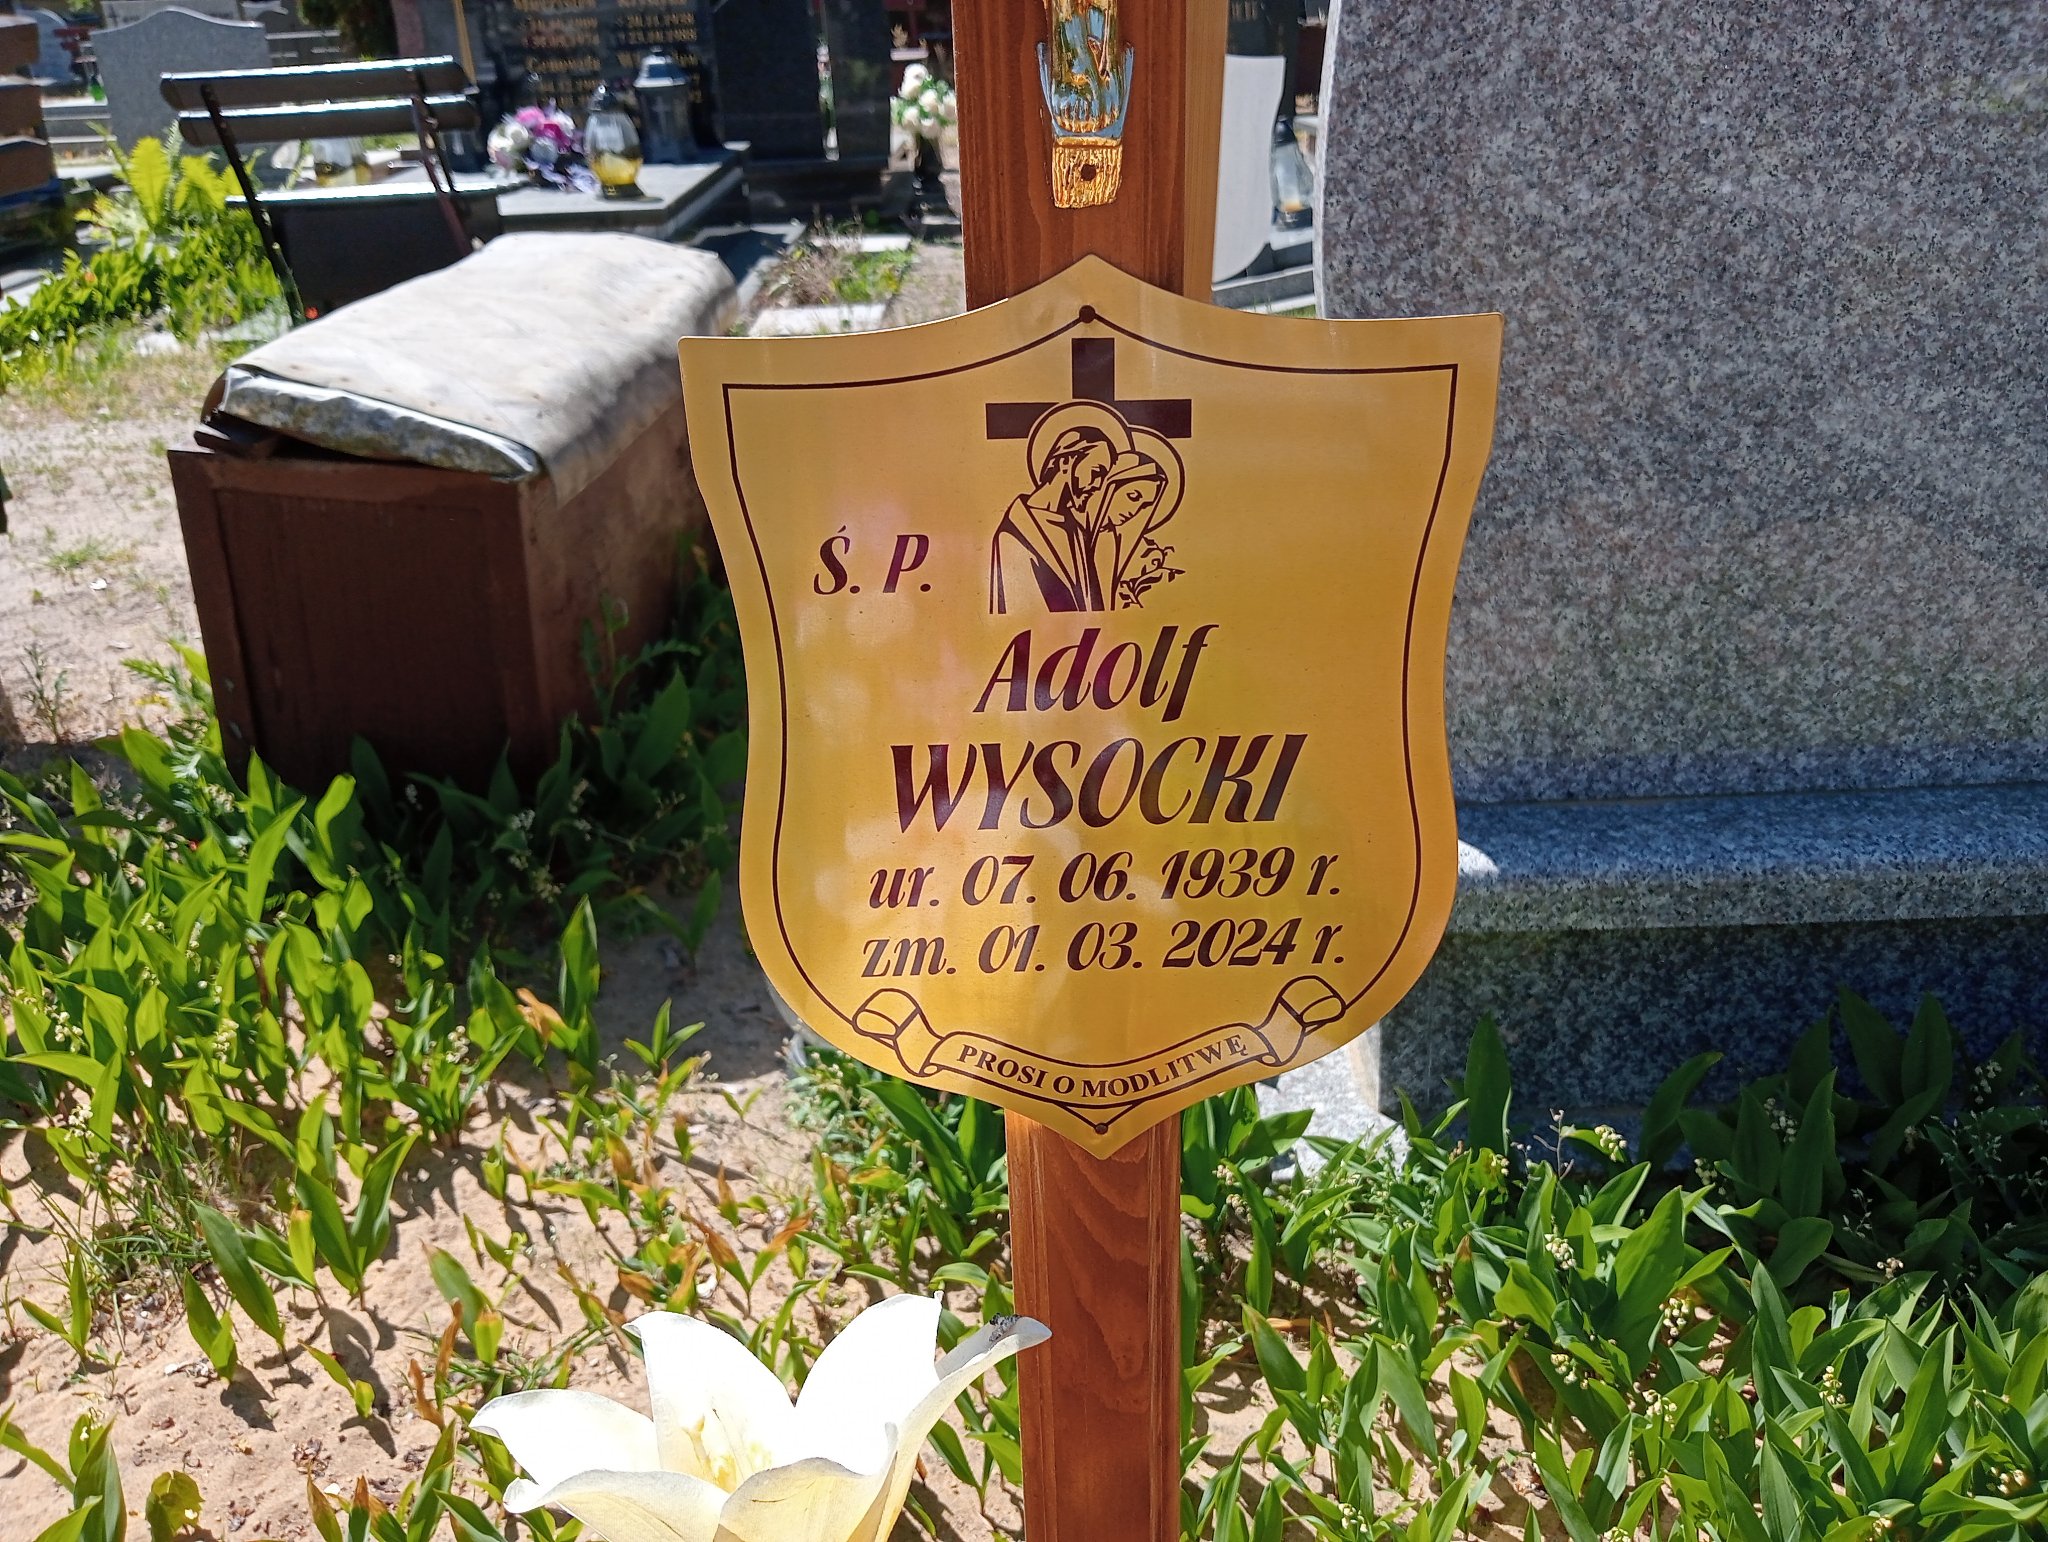 Ś. P.
Adolf
WYSOCKI
ur. 07. 06. 1939 r.
zm. 01. 03. 2024 r.
PROSI O MODLITWĘ